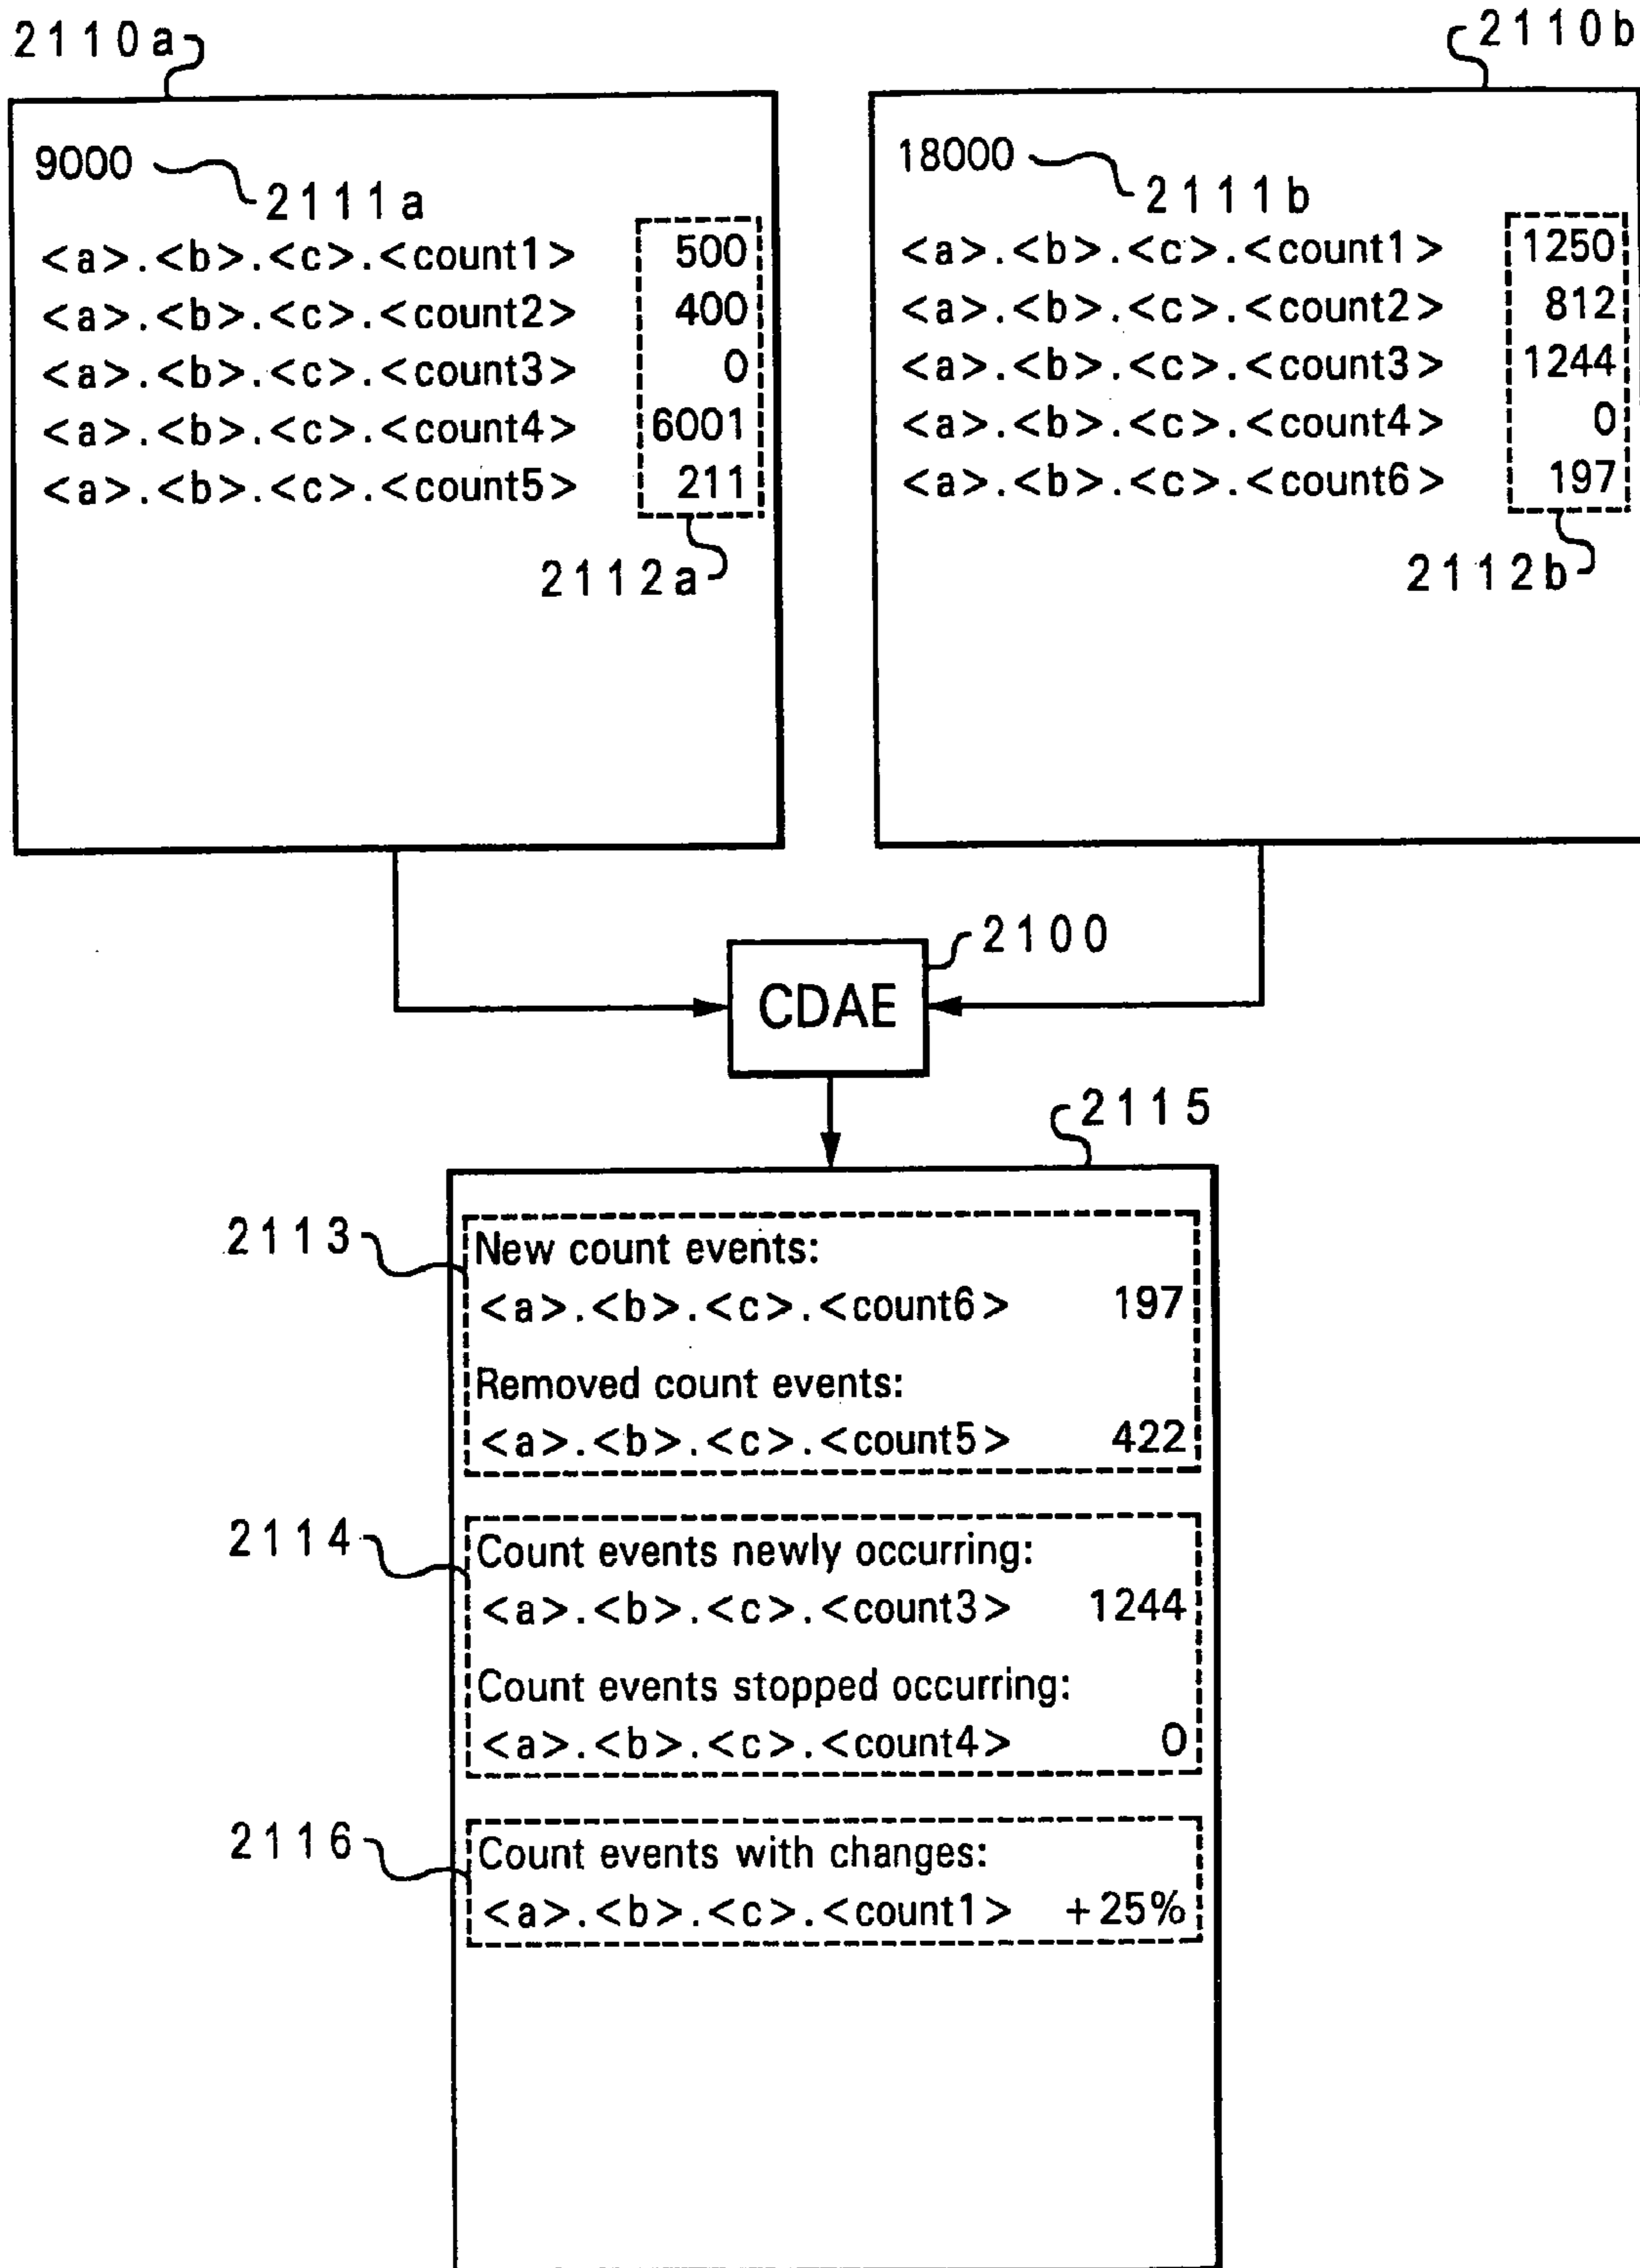 2110a
9000
2111a
<a>.<b>.<c>.<count1> 500
<a>.<b>.<c>.<count2> 400
<a>.<b>.<c>.<count3> 0
<a>.<b>.<c>.<count4> 6001
<a>.<b>.<c>.<count5> 211
2112a
2110b
18000
2111b
<a>.<b>.<c>.<count1> 1250
<a>.<b>.<c>.<count2> 812
<a>.<b>.<c>.<count3> 1244
<a>.<b>.<c>.<count4> 0
<a>.<b>.<c>.<count6> 197
2112b
2100
CDAE
2115
2113
New count events:
<a>.<b>.<c>.<count6> 197
Removed count events:
<a>.<b>.<c>.<count5> 422
2114
Count events newly occurring:
<a>.<b>.<c>.<count3> 1244
Count events stopped occurring:
<a>.<b>.<c>.<count4> 0
2116
Count events with changes:
<a>.<b>.<c>.<count1> +25%